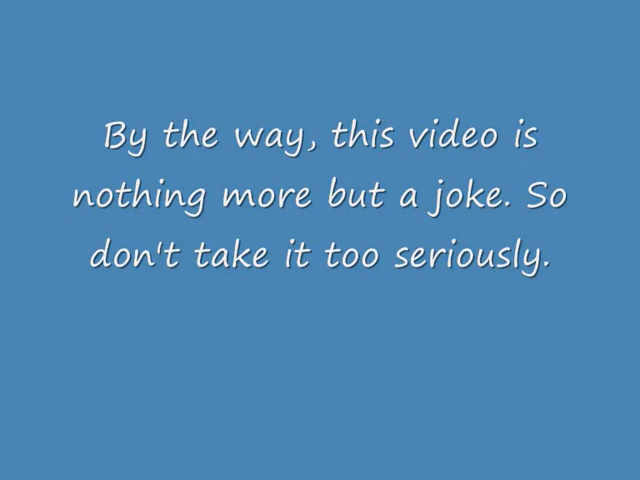 By the way, this video is
nothing more but a joke. So
don't take it too seriously.